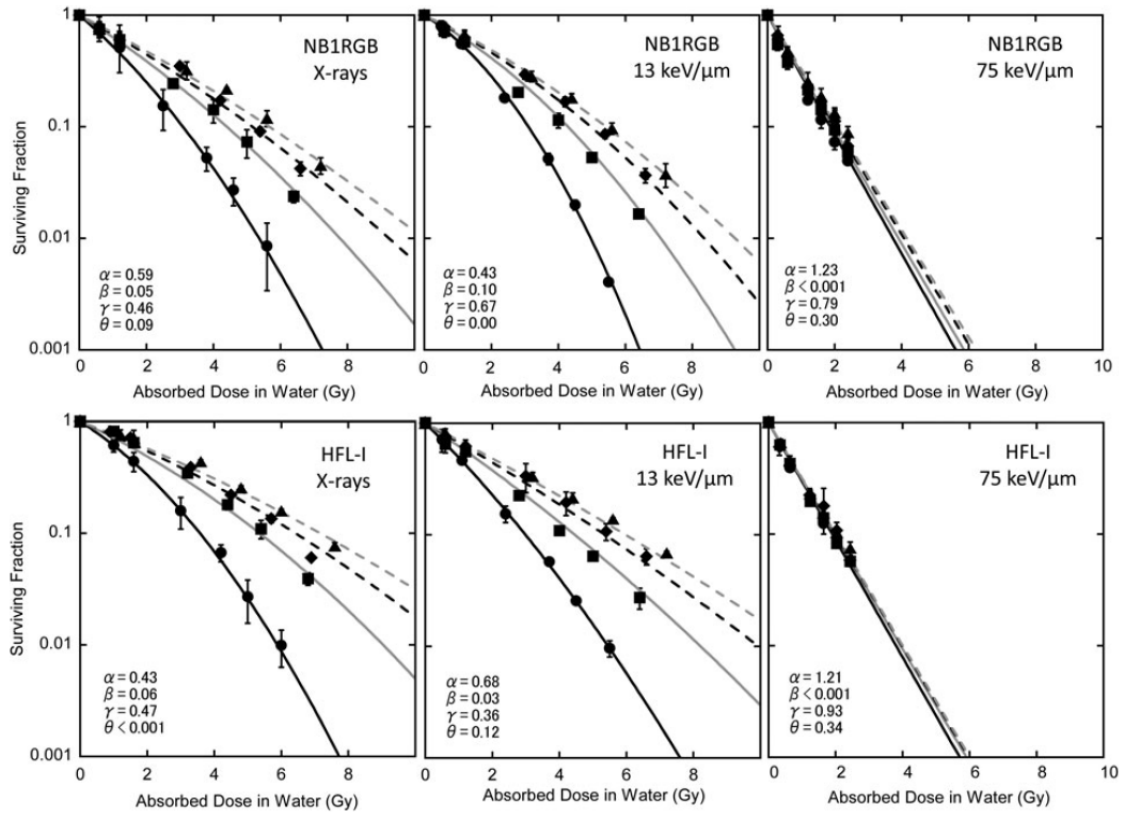 NB1RGB
X-rays
Surviving Fraction
1
0.1
0.01
0.001
α = 0.59
β = 0.05
γ = 0.46
θ = 0.09
0 2 4 6 8
Absorbed Dose in Water (Gy)
NB1RGB
13 keV/μm
α = 0.43
β = 0.10
γ = 0.67
θ = 0.00
0 2 4 6 8
Absorbed Dose in Water (Gy)
NB1RGB
75 keV/μm
α = 1.23
β < 0.001
γ = 0.79
θ = 0.30
0 2 4 6 8 10
Absorbed Dose in Water (Gy)
HFL-I
X-rays
Surviving Fraction
1
0.1
0.01
0.001
α = 0.43
β = 0.06
γ = 0.47
θ < 0.001
0 2 4 6 8
Absorbed Dose in Water (Gy)
HFL-I
13 keV/μm
α = 0.68
β = 0.03
γ = 0.36
θ = 0.12
0 2 4 6 8
Absorbed Dose in Water (Gy)
HFL-I
75 keV/μm
α = 1.21
β < 0.001
γ = 0.93
θ = 0.34
0 2 4 6 8 10
Absorbed Dose in Water (Gy)